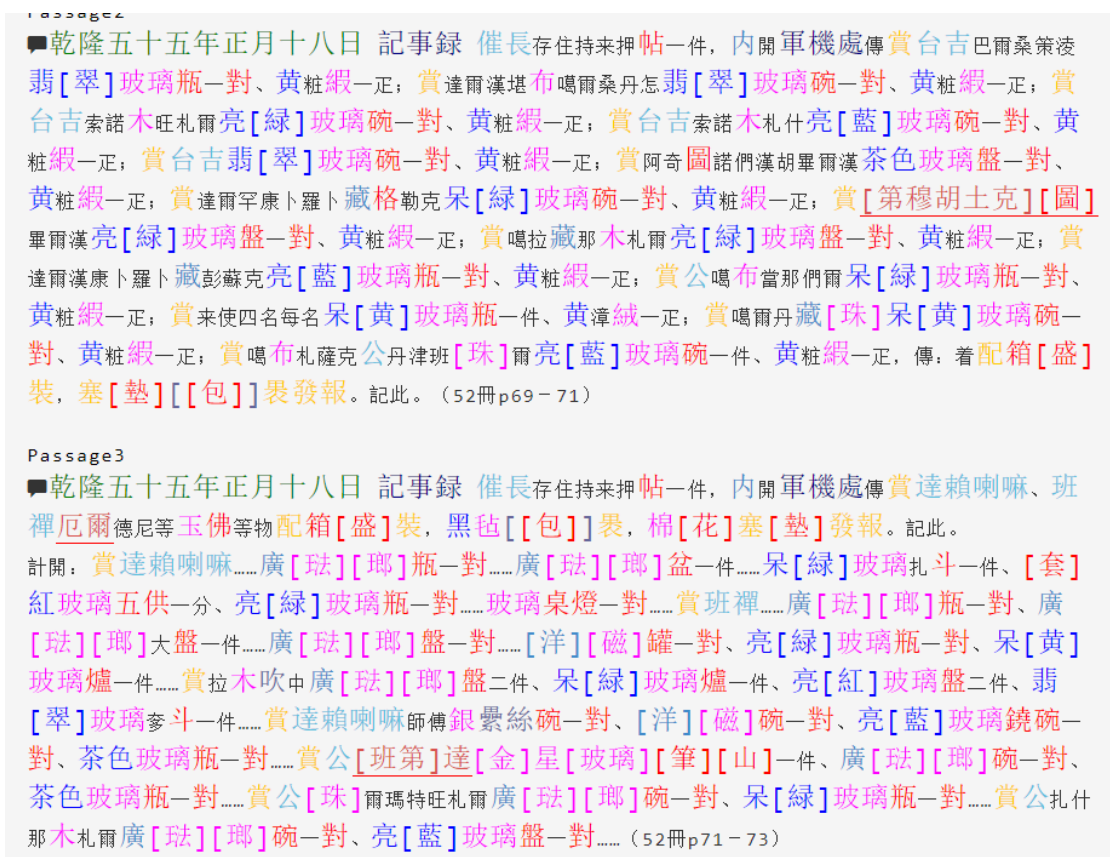 Passage2
乾隆五十五年正月十八日 記事録 催長存住持来押帖一件，内開軍機處傳賞台吉巴爾桑策淩
翡[翠]玻璃瓶一對、黄粧緞一疋；賞達爾漢堪布噶爾桑丹怎翡[翠]玻璃碗一對、黄粧緞一疋；賞
台吉索諾木旺札爾亮[緑]玻璃碗一對、黄粧緞一疋；賞台吉索諾木札什亮[藍]玻璃碗一對、黄
粧緞一疋；賞台吉翡[翠]玻璃碗一對、黄粧緞一疋；賞阿奇圖諾們漢胡畢爾漢茶色玻璃盤一對、
黄粧緞一疋；賞達爾罕康卜羅卜藏格勒克呆[緑]玻璃碗一對、黄粧緞一疋；賞[第穆胡土克][圖]
畢爾漢亮[緑]玻璃盤一對、黄粧緞一疋；賞噶拉藏那木札爾亮[緑]玻璃盤一對、黄粧緞一疋；賞
達爾漢康卜羅卜藏彭蘇克亮[藍]玻璃瓶一對、黄粧緞一疋；賞公噶布當那們爾呆[緑]玻璃瓶一對、
黄粧緞一疋；賞来使四名每名呆[黄]玻璃瓶一件、黄漳絨一疋；賞噶爾丹藏[珠]呆[黄]玻璃碗一
對、黄粧緞一疋；賞噶布札薩克公丹津班[珠]爾亮[藍]玻璃碗一件、黄粧緞一疋，傳：着配箱[盛]
裝，塞[墊][[包]]裹發報。記此。（52冊p69－71）
Passage3
乾隆五十五年正月十八日 記事録 催長存住持来押帖一件，内開軍機處傳賞達賴喇嘛、班
禪厄爾德尼等玉佛等物配箱[盛]裝，黑毡[[包]]裹，棉[花]塞[墊]發報。記此。
計開：賞達賴喇嘛……廣[琺][瑯]瓶一對……廣[琺][瑯]盆一件……呆[緑]玻璃扎斗一件、[套]
紅玻璃五供一分、亮[緑]玻璃瓶一對……玻璃桌燈一對……賞班禪……廣[琺][瑯]瓶一對、廣
[琺][瑯]大盤一件……廣[琺][瑯]盤一對……[洋][磁]罐一對、亮[緑]玻璃瓶一對、呆[黄]
玻璃爐一件……賞拉木吹中廣[琺][瑯]盤二件、呆[緑]玻璃爐一件、亮[紅]玻璃盤二件、翡
[翠]玻璃奓斗一件……賞達賴喇嘛師傅銀纍絲碗一對、[洋][磁]碗一對、亮[藍]玻璃鐃碗一
對、茶色玻璃瓶一對……賞公[班第]達[金]星[玻璃][筆][山]一件、廣[琺][瑯]碗一對、
茶色玻璃瓶一對……賞公[珠]爾瑪特旺札爾廣[琺][瑯]碗一對、呆[緑]玻璃瓶一對……賞公扎什
那木札爾廣[琺][瑯]碗一對、亮[藍]玻璃盤一對……（52冊p71－73）